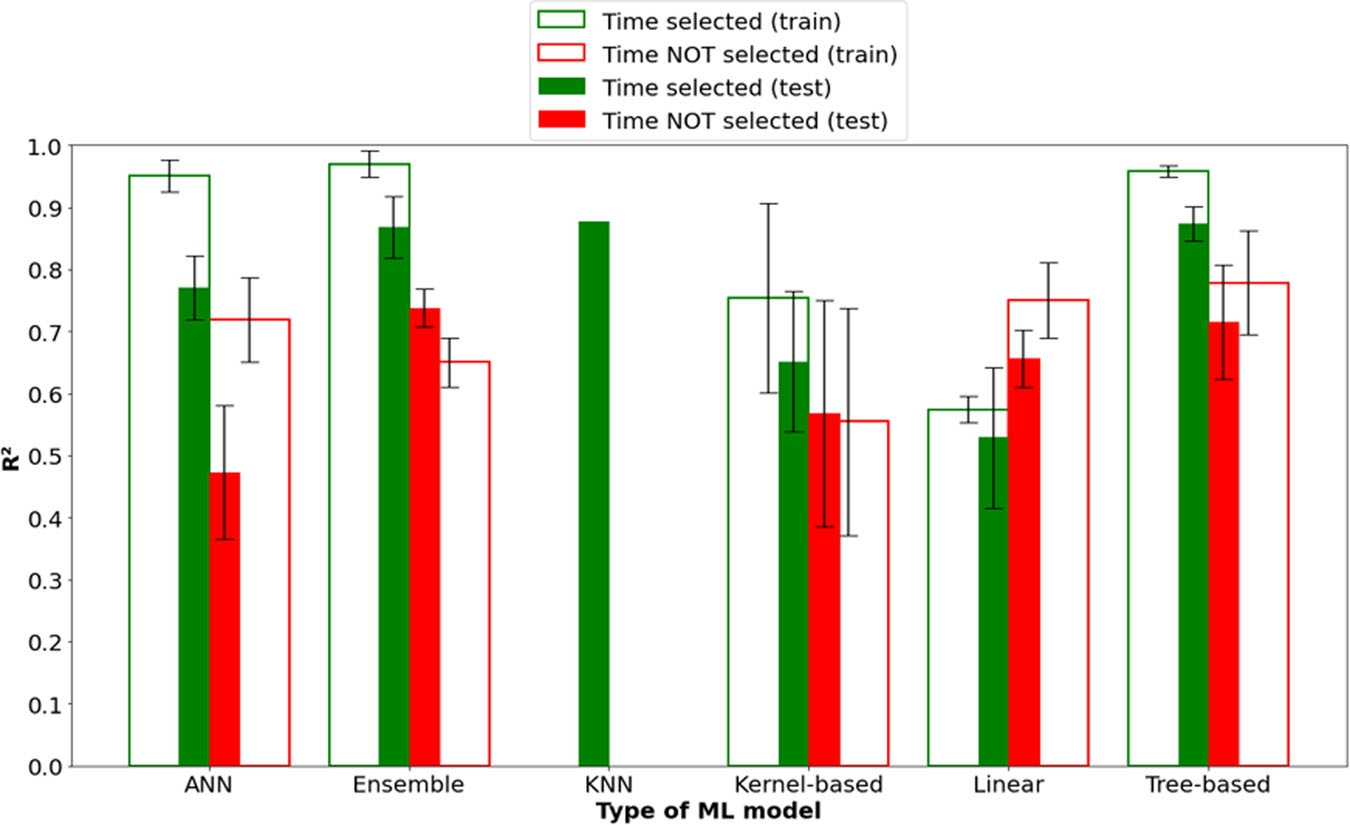 Time selected (train)
Time NOT selected (train)
Time selected (test)
Time NOT selected (test)
1.0
0.9
0.8
0.7
0.6
0.5
0.4
0.3
0.2
0.1
0.0
R²
ANN Ensemble KNN Kernel-based Linear Tree-based
Type of ML model